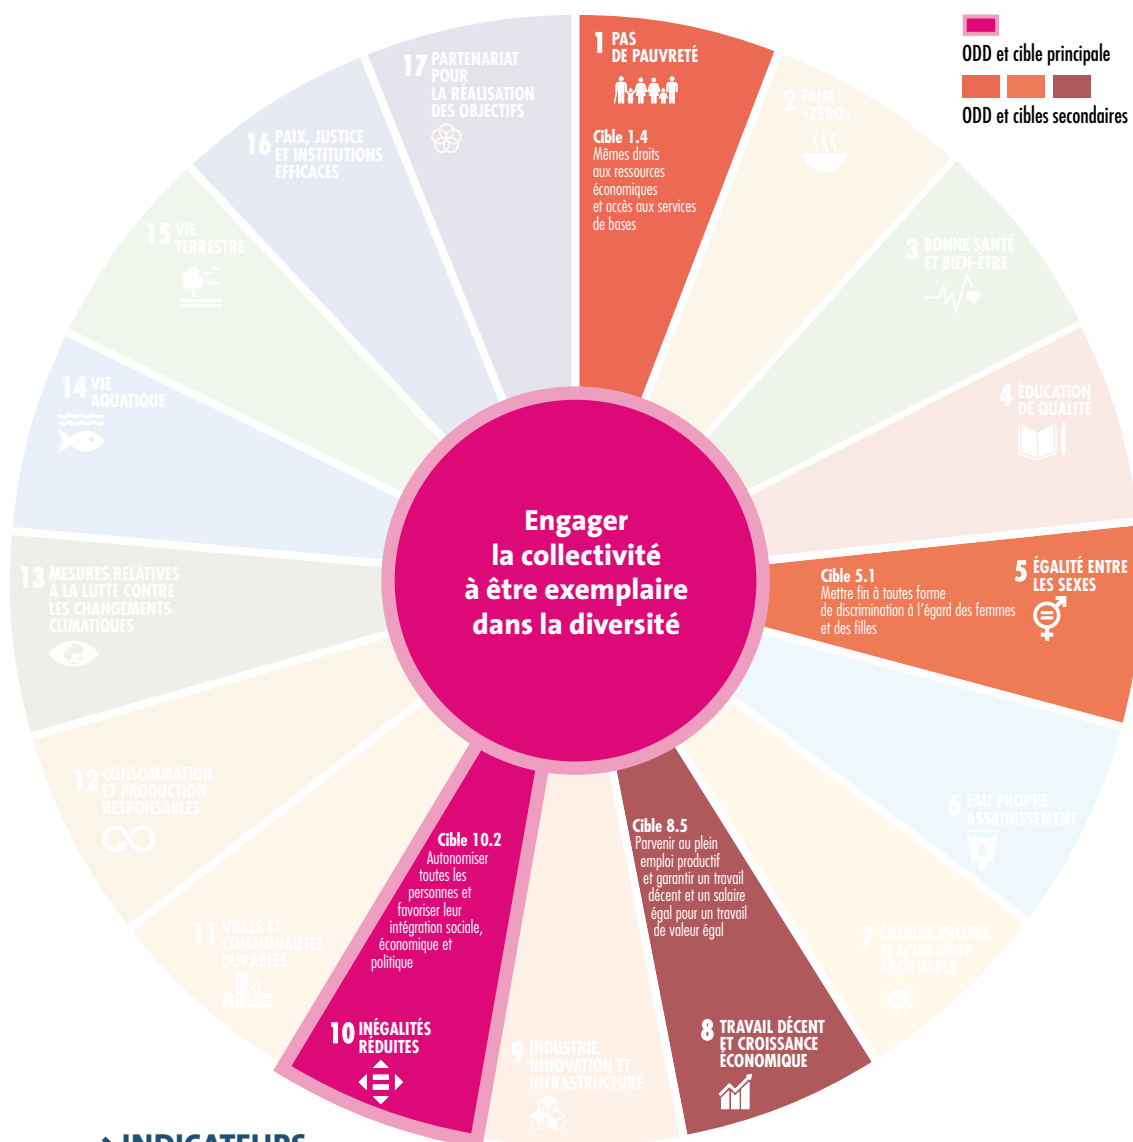 1 PAS
DE PAUVRETÉ
Cible 1.4
Mêmes droits
aux ressources
économiques
et accès aux services
de bases
2 FAIM
«ZÉRO»
3 BONNE SANTÉ
ET BIEN-ÊTRE
4 ÉDUCATION
DE QUALITÉ
5 ÉGALITÉ ENTRE
LES SEXES
Cible 5.1
Mettre fin à toutes forme
de discrimination à l'égard des femmes
et des filles
6 EAU PROPRE
ASSAINISSEMENT
7 ENERGIE PROPRE
ET D'UN COÛT
ABORDABLE
Cible 8.5
Parvenir au plein
emploi productif
et garantir un travail
décent et un salaire
égal pour un travail
de valeur égal
8 TRAVAIL DÉCENT
ET CROISSANCE
ÉCONOMIQUE
9 INDUSTRIE,
INNOVATION ET
INFRASTRUCTURE
Cible 10.2
Autonomiser
toutes les
personnes et
favoriser leur
intégration sociale,
économique et
politique
10 INÉGALITÉS
RÉDUITES
11 VILLES ET
COMMUNAUTÉS
DURABLES
12 CONSOMMATION
ET PRODUCTION
RESPONSABLES
13 MESURES RELATIVES
À LA LUTTE CONTRE
LES CHANGEMENTS
CLIMATIQUES
14 VIE
AQUATIQUE
15 VIE
TERRESTRE
16 PAIX, JUSTICE
ET INSTITUTIONS
EFFICACES
17 PARTENARIAT
POUR
LA RÉALISATION
DES OBJECTIFS
Engager
la collectivité
à être exemplaire
dans la diversité
ODD et cible principale
ODD et cibles secondaires
INDICATEURS